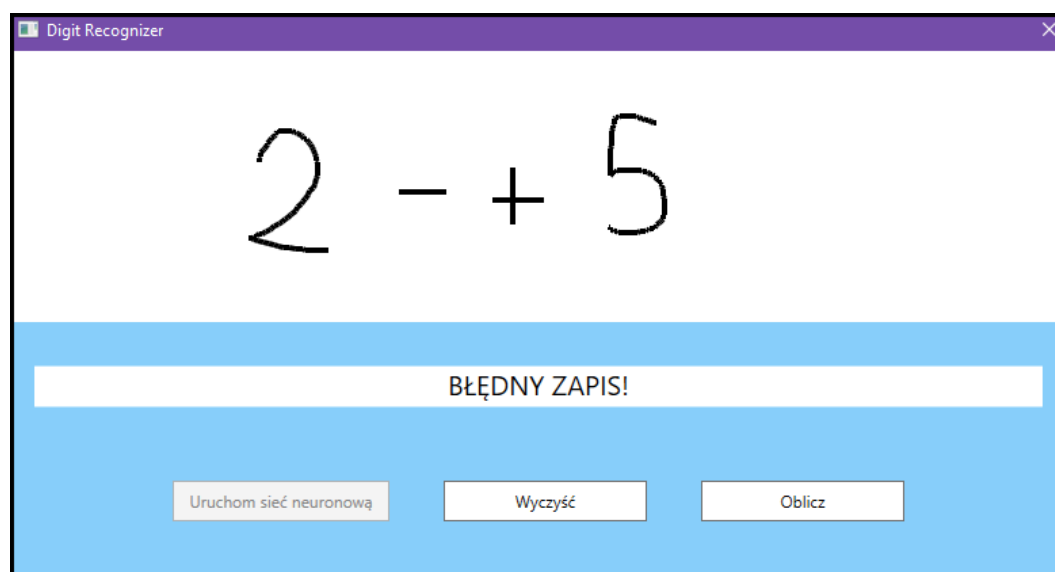 Digit Recognizer
2 - + 5
BŁĘDNY ZAPIS!
Uruchom sieć neuronową Wyczyść Oblicz